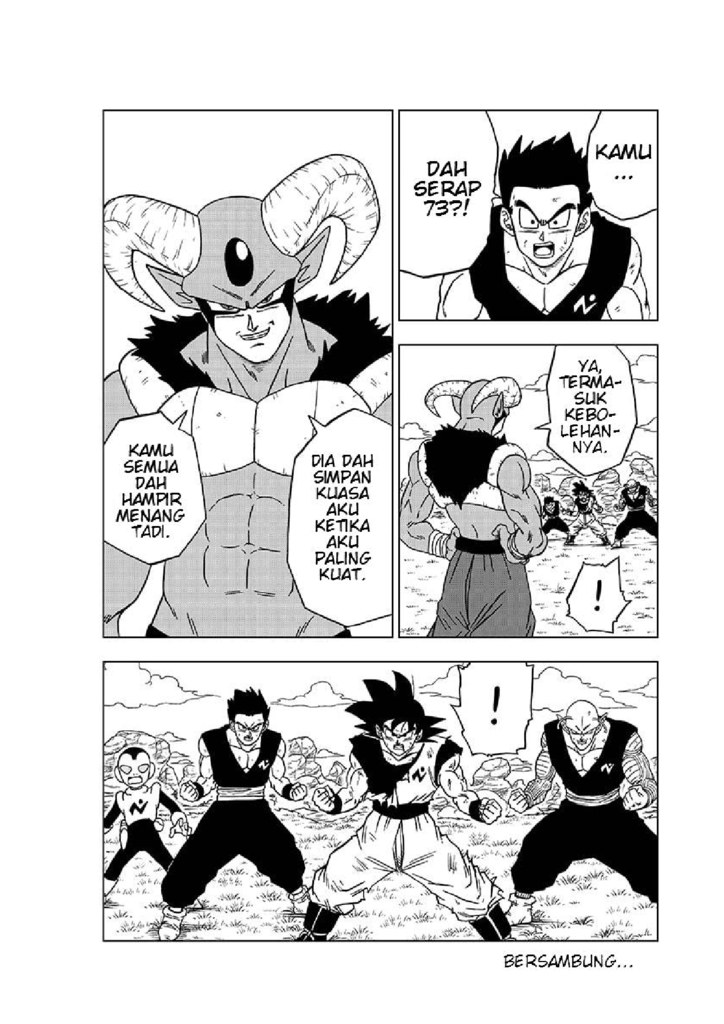 KAMU
...
DAH
SERAP
73?!
YA,
TERMA-
SUK
KEBO-
LEHAN-
NYA.
!
DIA DAH
SIMPAN
KUASA
AKU
KETIKA
AKU
PALING
KUAT.
KAMU
SEMUA
DAH
HAMPIR
MENANG
TADI.
!
BERSAMBUNG...